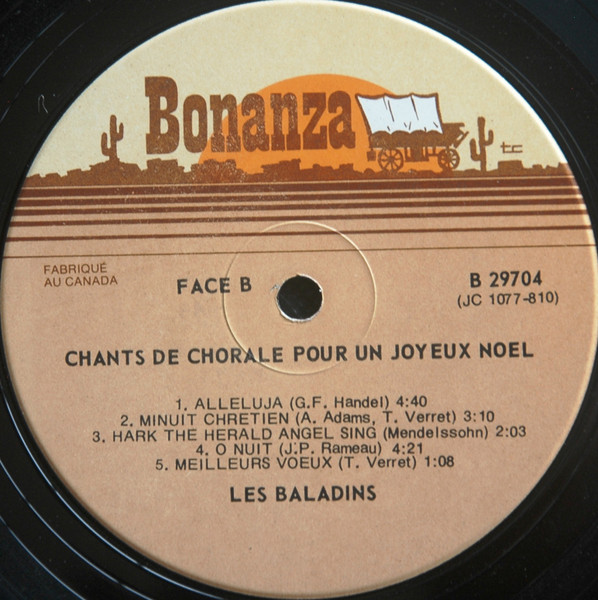 Bonanza
tc
FABRIQUÉ
AU CANADA
FACE B
B 29704
(JC 1077-810)
CHANTS DE CHORALE POUR UN JOYEUX NOEL
1. ALLELUJA (G.F. Handel) 4:40
2. MINUIT CHRETIEN (A. Adams, T. Verret) 3:10
3. HARK THE HERALD ANGEL SING (Mendelssohn) 2:03
4. O NUIT (J.P. Rameau) 4:21
5. MEILLEURS VOEUX (T. Verret) 1:08
LES BALADINS